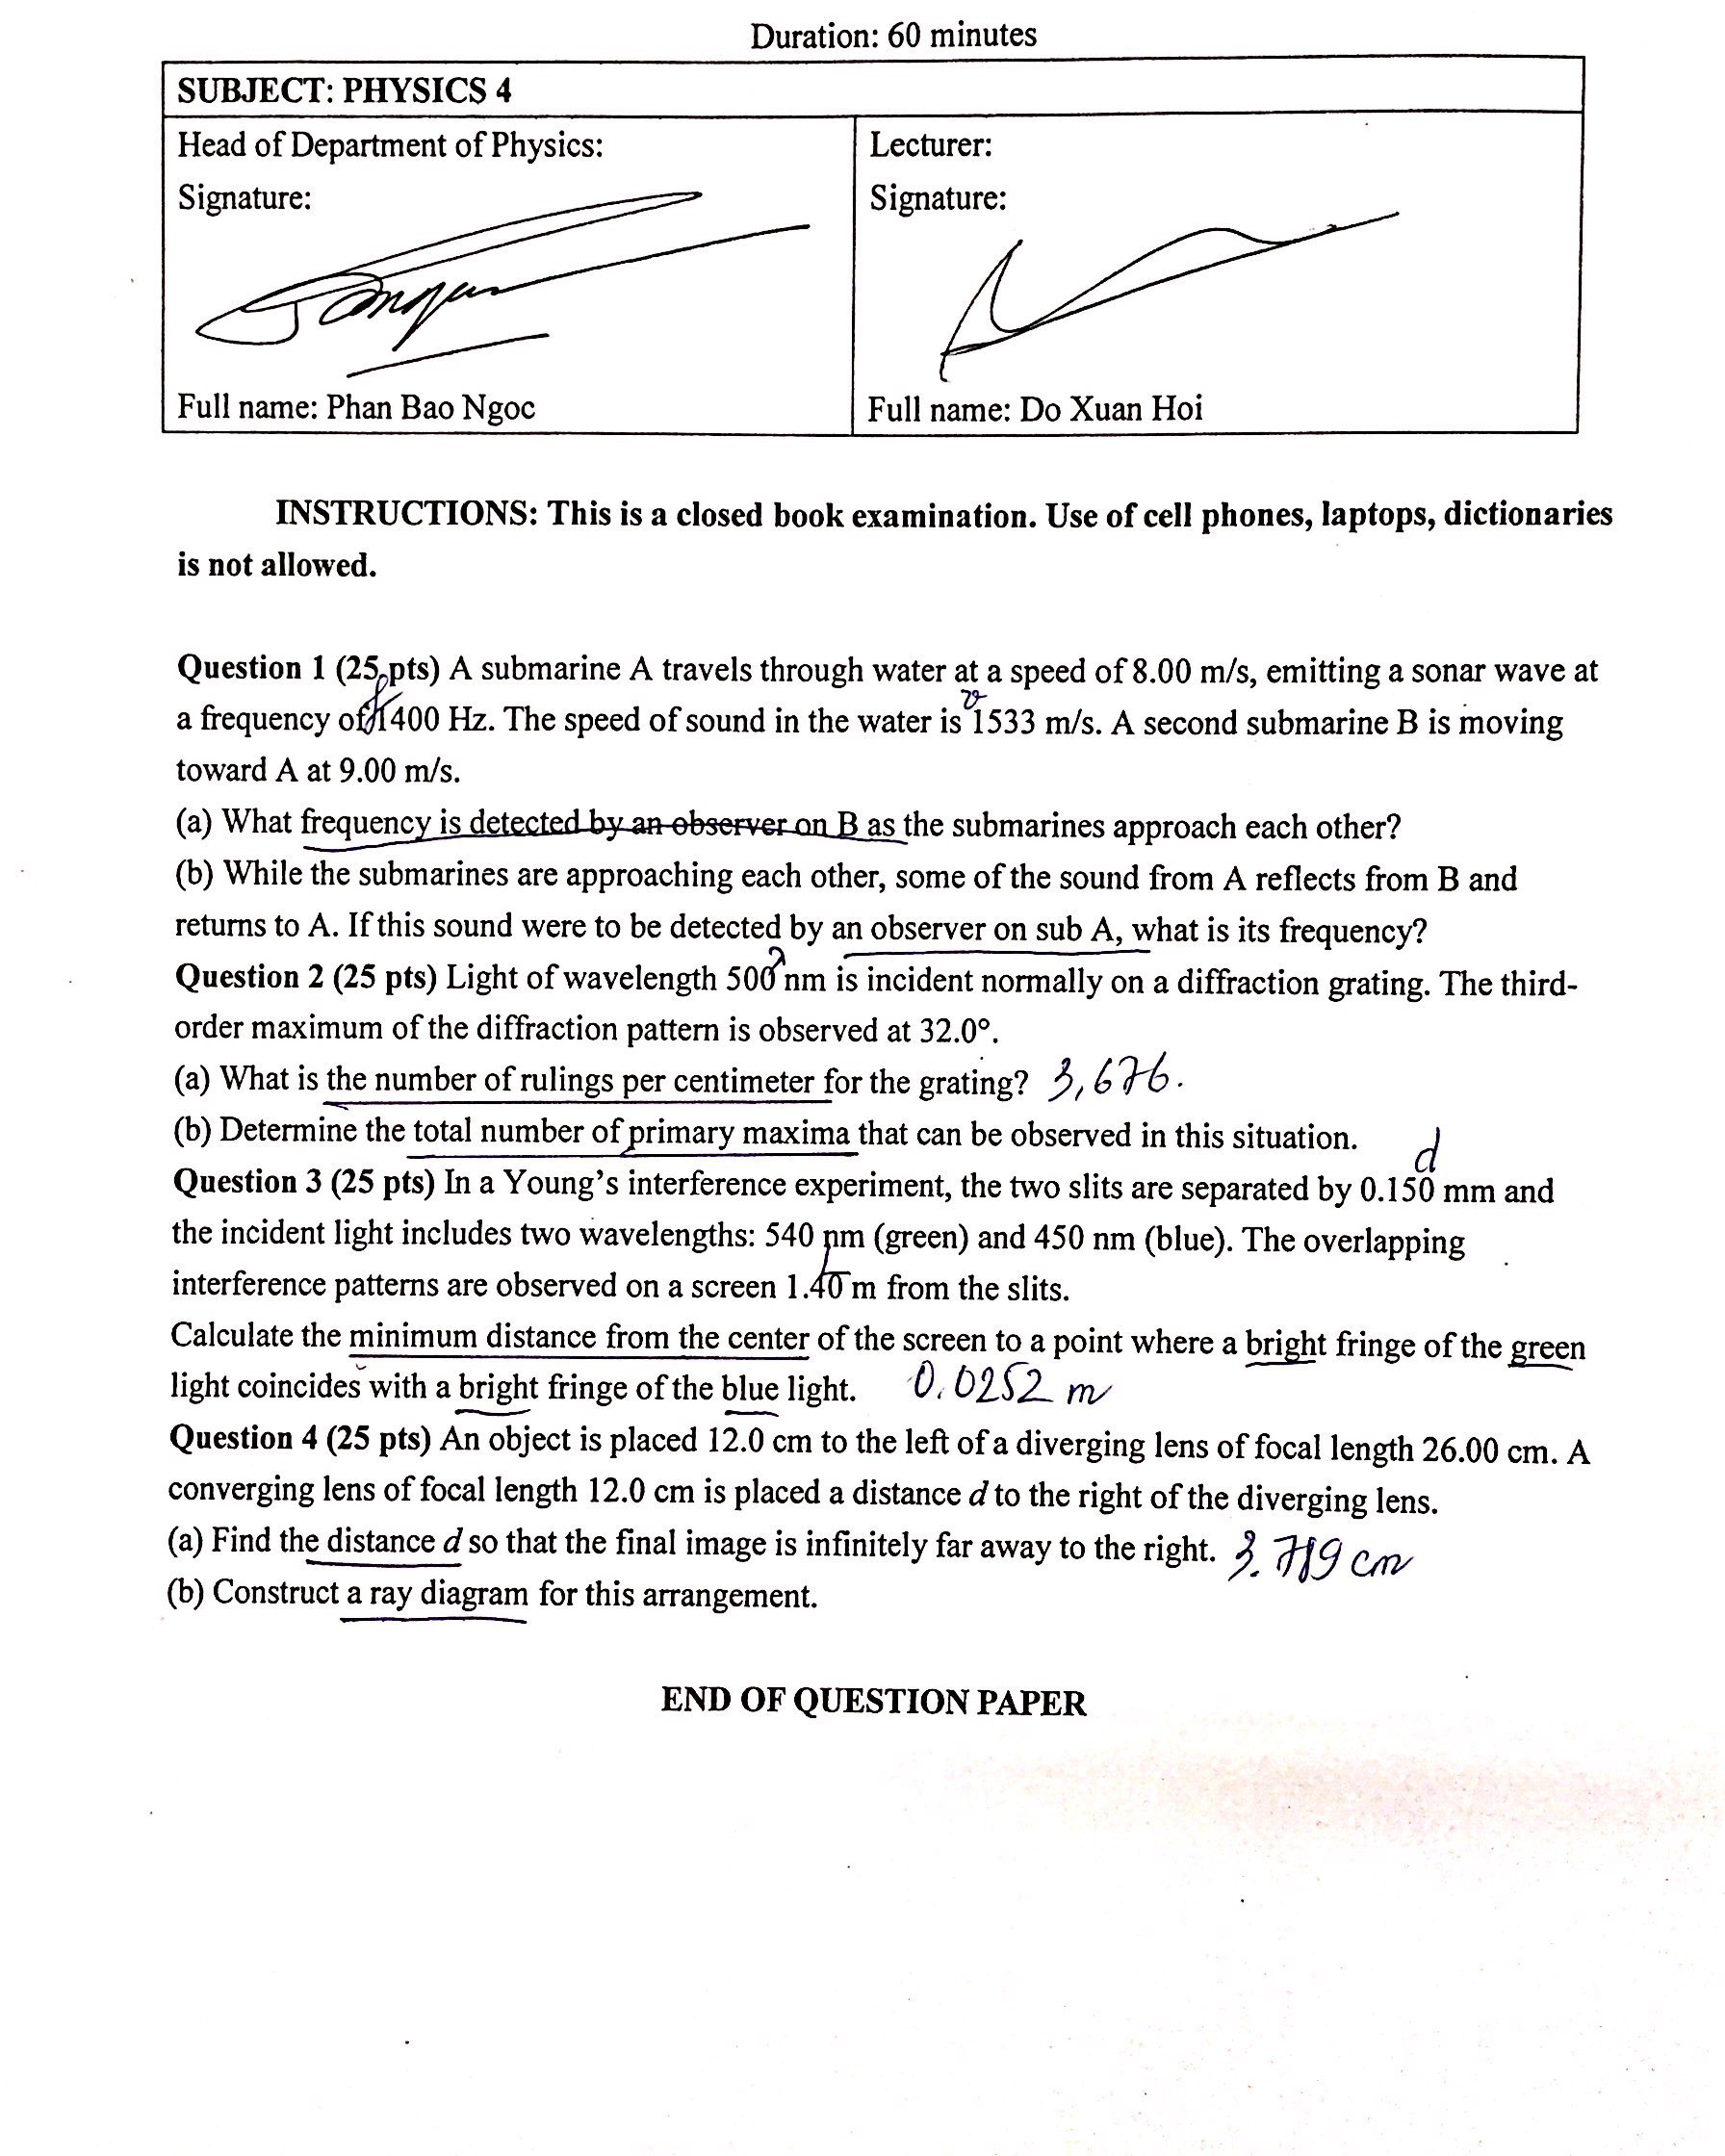 Duration: 60 minutes
SUBJECT: PHYSICS 4
Head of Department of Physics:
Signature:
Full name: Phan Bao Ngoc
Lecturer:
Signature:
Full name: Do Xuan Hoi
INSTRUCTIONS: This is a closed book examination. Use of cell phones, laptops, dictionaries
is not allowed.
Question 1 (25 pts) A submarine A travels through water at a speed of 8.00 m/s, emitting a sonar wave at
a frequency of 1400 Hz. The speed of sound in the water is 1533 m/s. A second submarine B is moving
toward A at 9.00 m/s.
(a) What frequency is detected by an observer on B as the submarines approach each other?
(b) While the submarines are approaching each other, some of the sound from A reflects from B and
returns to A. If this sound were to be detected by an observer on sub A, what is its frequency?
Question 2 (25 pts) Light of wavelength 500 nm is incident normally on a diffraction grating. The third-
order maximum of the diffraction pattern is observed at 32.0°.
(a) What is the number of rulings per centimeter for the grating? 3,676.
(b) Determine the total number of primary maxima that can be observed in this situation.
d
Question 3 (25 pts) In a Young's interference experiment, the two slits are separated by 0.150 mm and
the incident light includes two wavelengths: 540 nm (green) and 450 nm (blue). The overlapping
interference patterns are observed on a screen 1.40 m from the slits.
Calculate the minimum distance from the center of the screen to a point where a bright fringe of the green
light coincides with a bright fringe of the blue light. 0.0252 m
Question 4 (25 pts) An object is placed 12.0 cm to the left of a diverging lens of focal length 26.00 cm. A
converging lens of focal length 12.0 cm is placed a distance d to the right of the diverging lens.
(a) Find the distance d so that the final image is infinitely far away to the right. 3.789 cm
(b) Construct a ray diagram for this arrangement.
END OF QUESTION PAPER